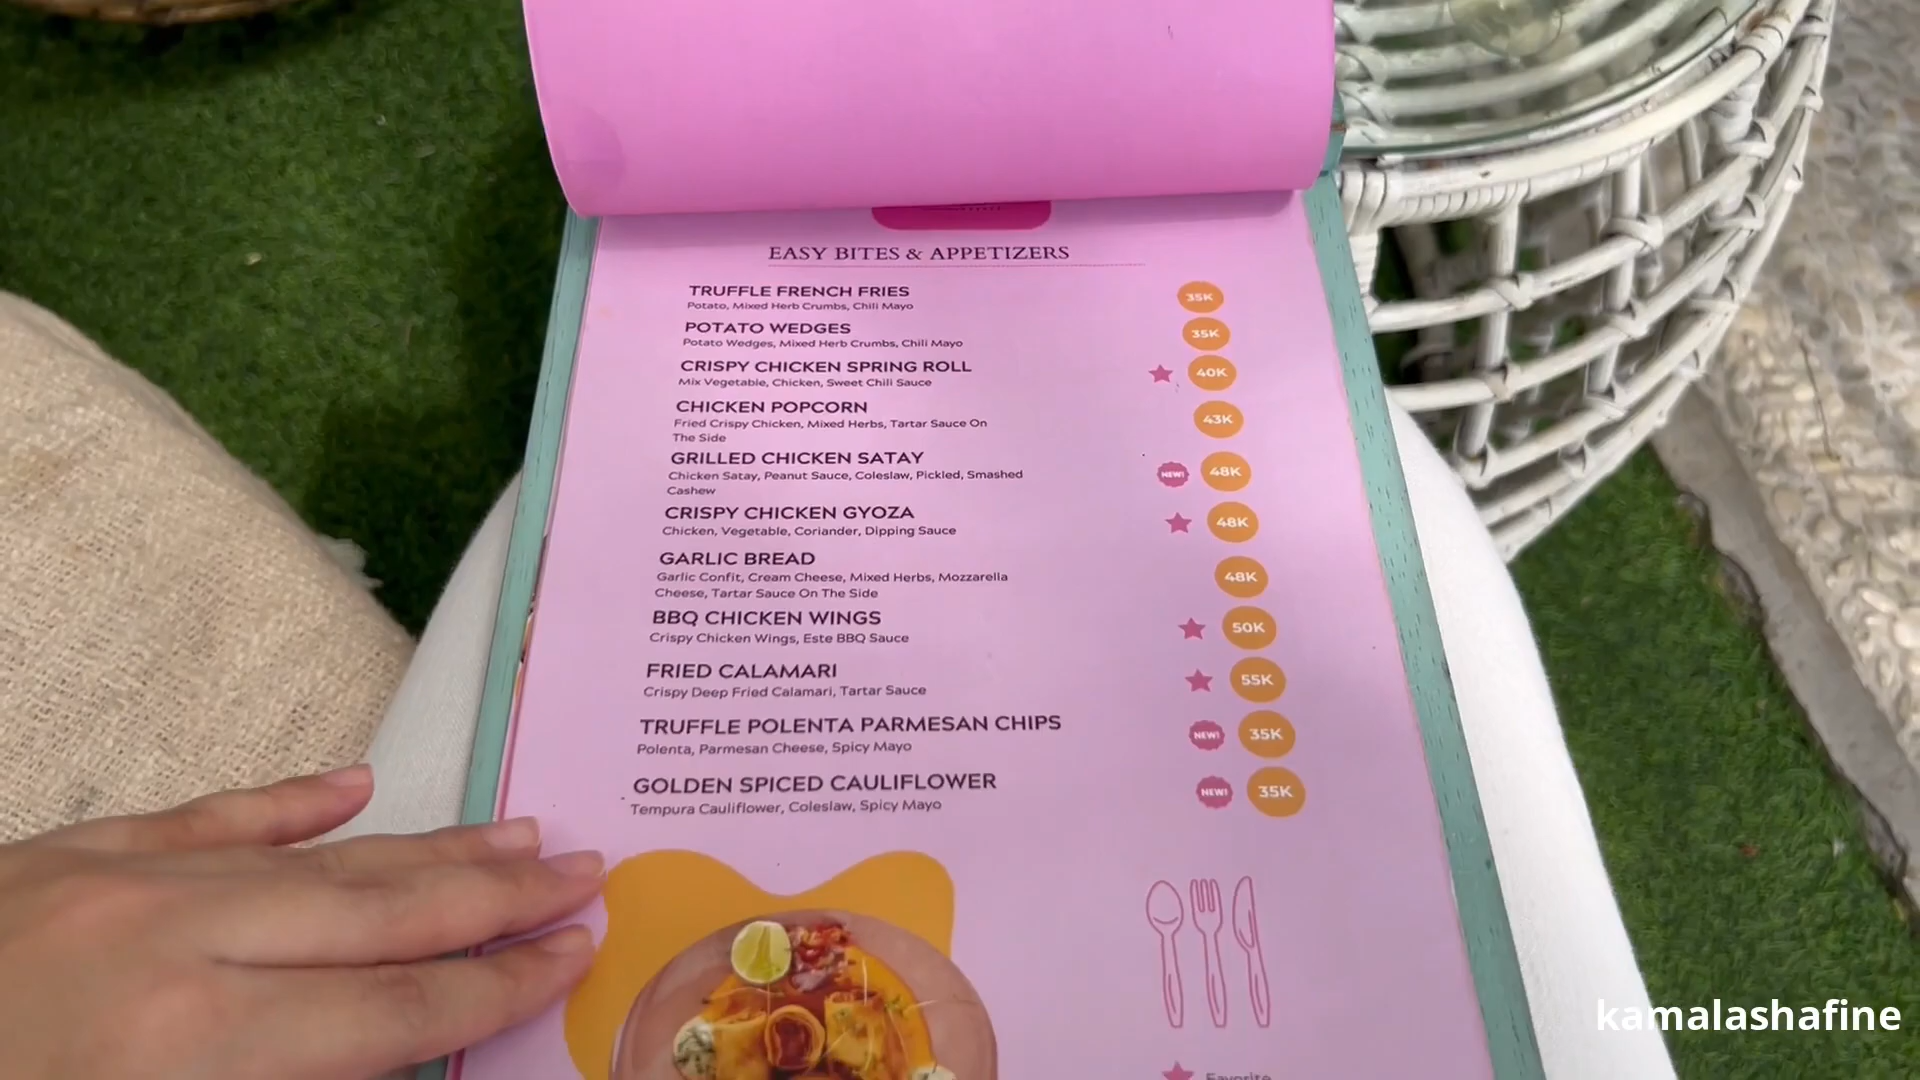 EASY BITES & APPETIZERS
TRUFFLE FRENCH FRIES
35K
Potato, Mixed Herb Crumbs, Chili Mayo
POTATO WEDGES
35K
Potato Wedges, Mixed Herb Crumbs, Chili Mayo
CRISPY CHICKEN SPRING ROLL
40K
Mix Vegetable, Chicken, Sweet Chili Sauce
CHICKEN POPCORN
43K
Fried Crispy Chicken, Mixed Herbs, Tartar Sauce On
The Side
GRILLED CHICKEN SATAY
NEW! 48K
Chicken Satay, Peanut Sauce, Coleslaw, Pickled, Smashed
Cashew
CRISPY CHICKEN GYOZA
48K
Chicken, Vegetable, Coriander, Dipping Sauce
GARLIC BREAD
48K
Garlic Confit, Cream Cheese, Mixed Herbs, Mozzarella
Cheese, Tartar Sauce On The Side
BBQ CHICKEN WINGS
50K
Crispy Chicken Wings, Este BBQ Sauce
FRIED CALAMARI
55K
Crispy Deep Fried Calamari, Tartar Sauce
TRUFFLE POLENTA PARMESAN CHIPS
NEW! 35K
Polenta, Parmesan Cheese, Spicy Mayo
GOLDEN SPICED CAULIFLOWER
NEW! 35K
Tempura Cauliflower, Coleslaw, Spicy Mayo
Favorite
kamalashafine